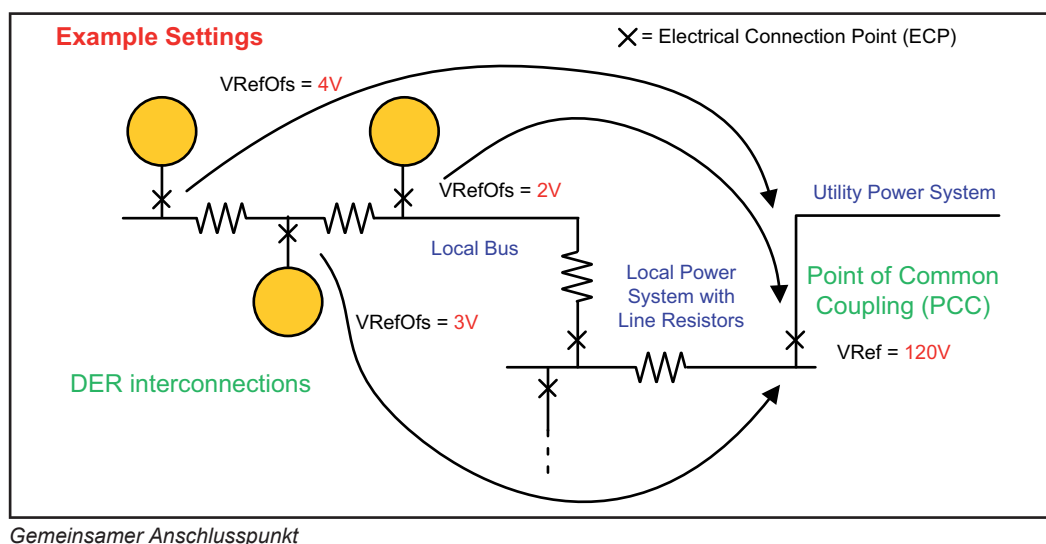 Example Settings
= Electrical Connection Point (ECP)
VRefOfs = 4V
VRefOfs = 2V
Utility Power System
Local Bus
Local Power
System with
Line Resistors
Point of Common
Coupling (PCC)
VRefOfs = 3V
VRef = 120V
DER interconnections
Gemeinsamer Anschlusspunkt